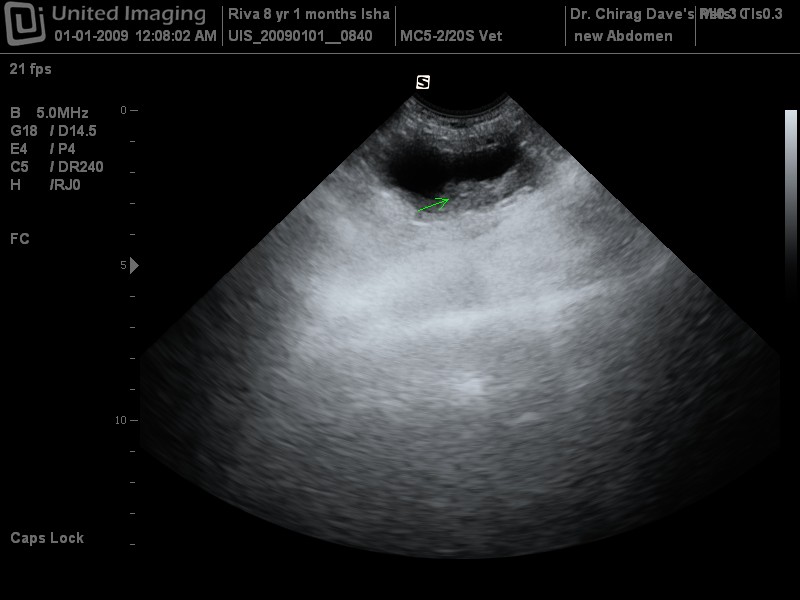 United Imaging
Riva 8 yr 1 months Isha
Dr. Chirag Dave's
TIs0.3
01-01-2009 12:08:02 AM
UIS_20090101__0840
MC5-2/20S Vet
new Abdomen
21 fps
S
B 5.0MHz
G18 / D14.5
E4 / P4
C5 / DR240
H /RJ0
FC
0
5
10
Caps Lock